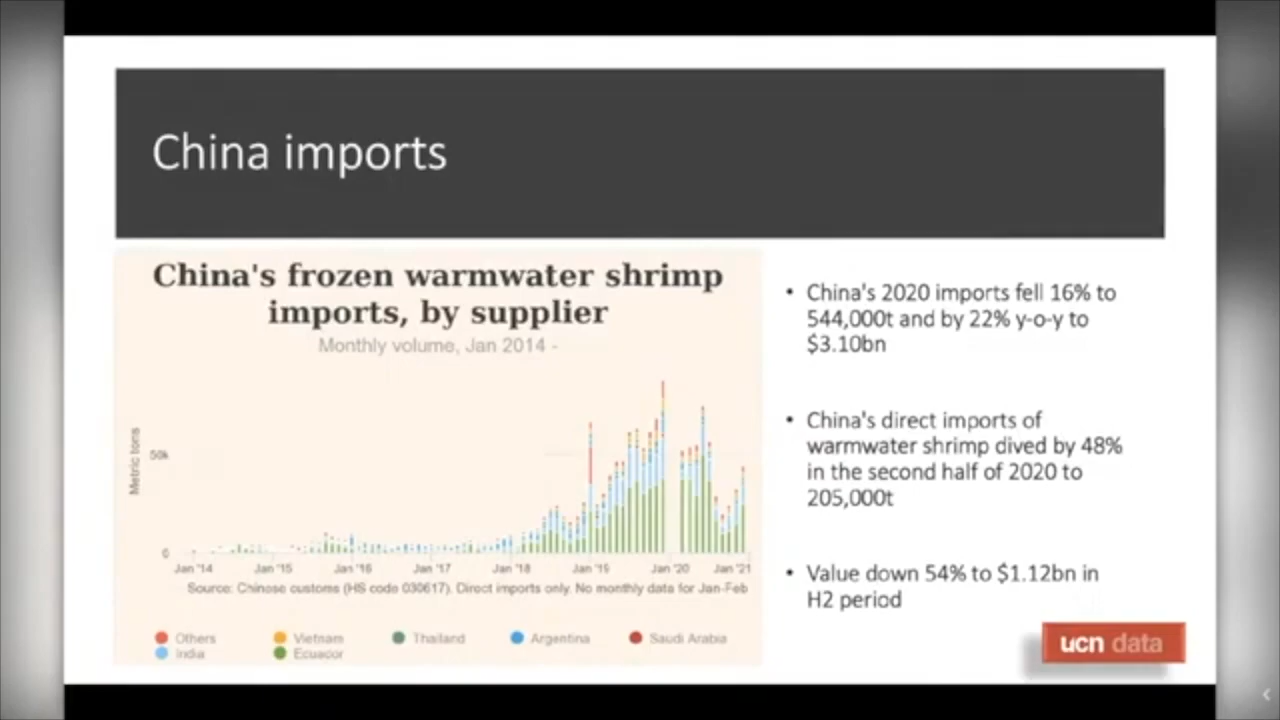 China imports
China's frozen warmwater shrimp
imports, by supplier
Monthly volume, Jan 2014 -
Metric tons
50k
0
Jan '14 Jan '15 Jan '16 Jan '17 Jan '18 Jan '19 Jan '20 Jan '21
Source: Chinese customs (HS code 030617). Direct imports only. No monthly data for Jan-Feb
Others Vietnam Thailand Argentina Saudi Arabia
India Ecuador
• China's 2020 imports fell 16% to
544,000t and by 22% y-o-y to
$3.10bn
• China's direct imports of
warmwater shrimp dived by 48%
in the second half of 2020 to
205,000t
• Value down 54% to $1.12bn in
H2 period
ucn data